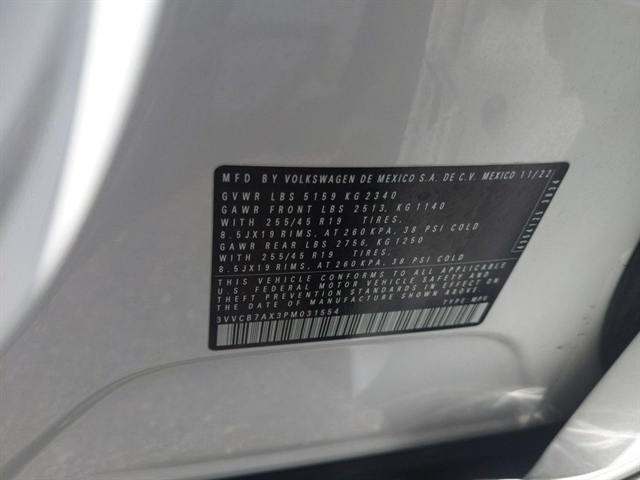 MFD BY VOLKSWAGEN DE MEXICO S.A. DE C.V. MEXICO 11/22
GVWR LBS 5159 KG 2340
GAWR FRONT LBS 2513, KG 1140
WITH 255/45 R19 TIRES.
8.5JX19 RIMS, AT 260 KPA, 38 PSI COLD
GAWR REAR LBS 2756, KG1250
WITH 255/45 R19 TIRES.
8.5JX19 RIMS, AT 260 KPA, 38 PSI COLD
THIS VEHICLE CONFORMS TO ALL APPLICABLE
U.S. FEDERAL MOTOR VEHICLE SAFETY AND
THEFT PREVENTION STANDARDS IN EFFECT ON
THE DATE OF MANUFACTURE SHOWN ABOVE
3VVCB7AX3PM031554 TYPE: MPV